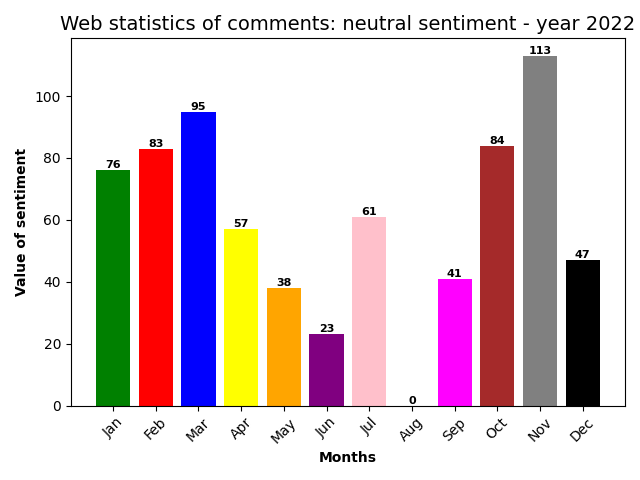 Web statistics of comments: neutral sentiment - year 2022
Value of sentiment
100
80
60
40
20
0
76
83
95
57
38
23
61
0
41
84
113
47
Jan
Feb
Mar
Apr
May
Jun
Jul
Aug
Sep
Oct
Nov
Dec
Months